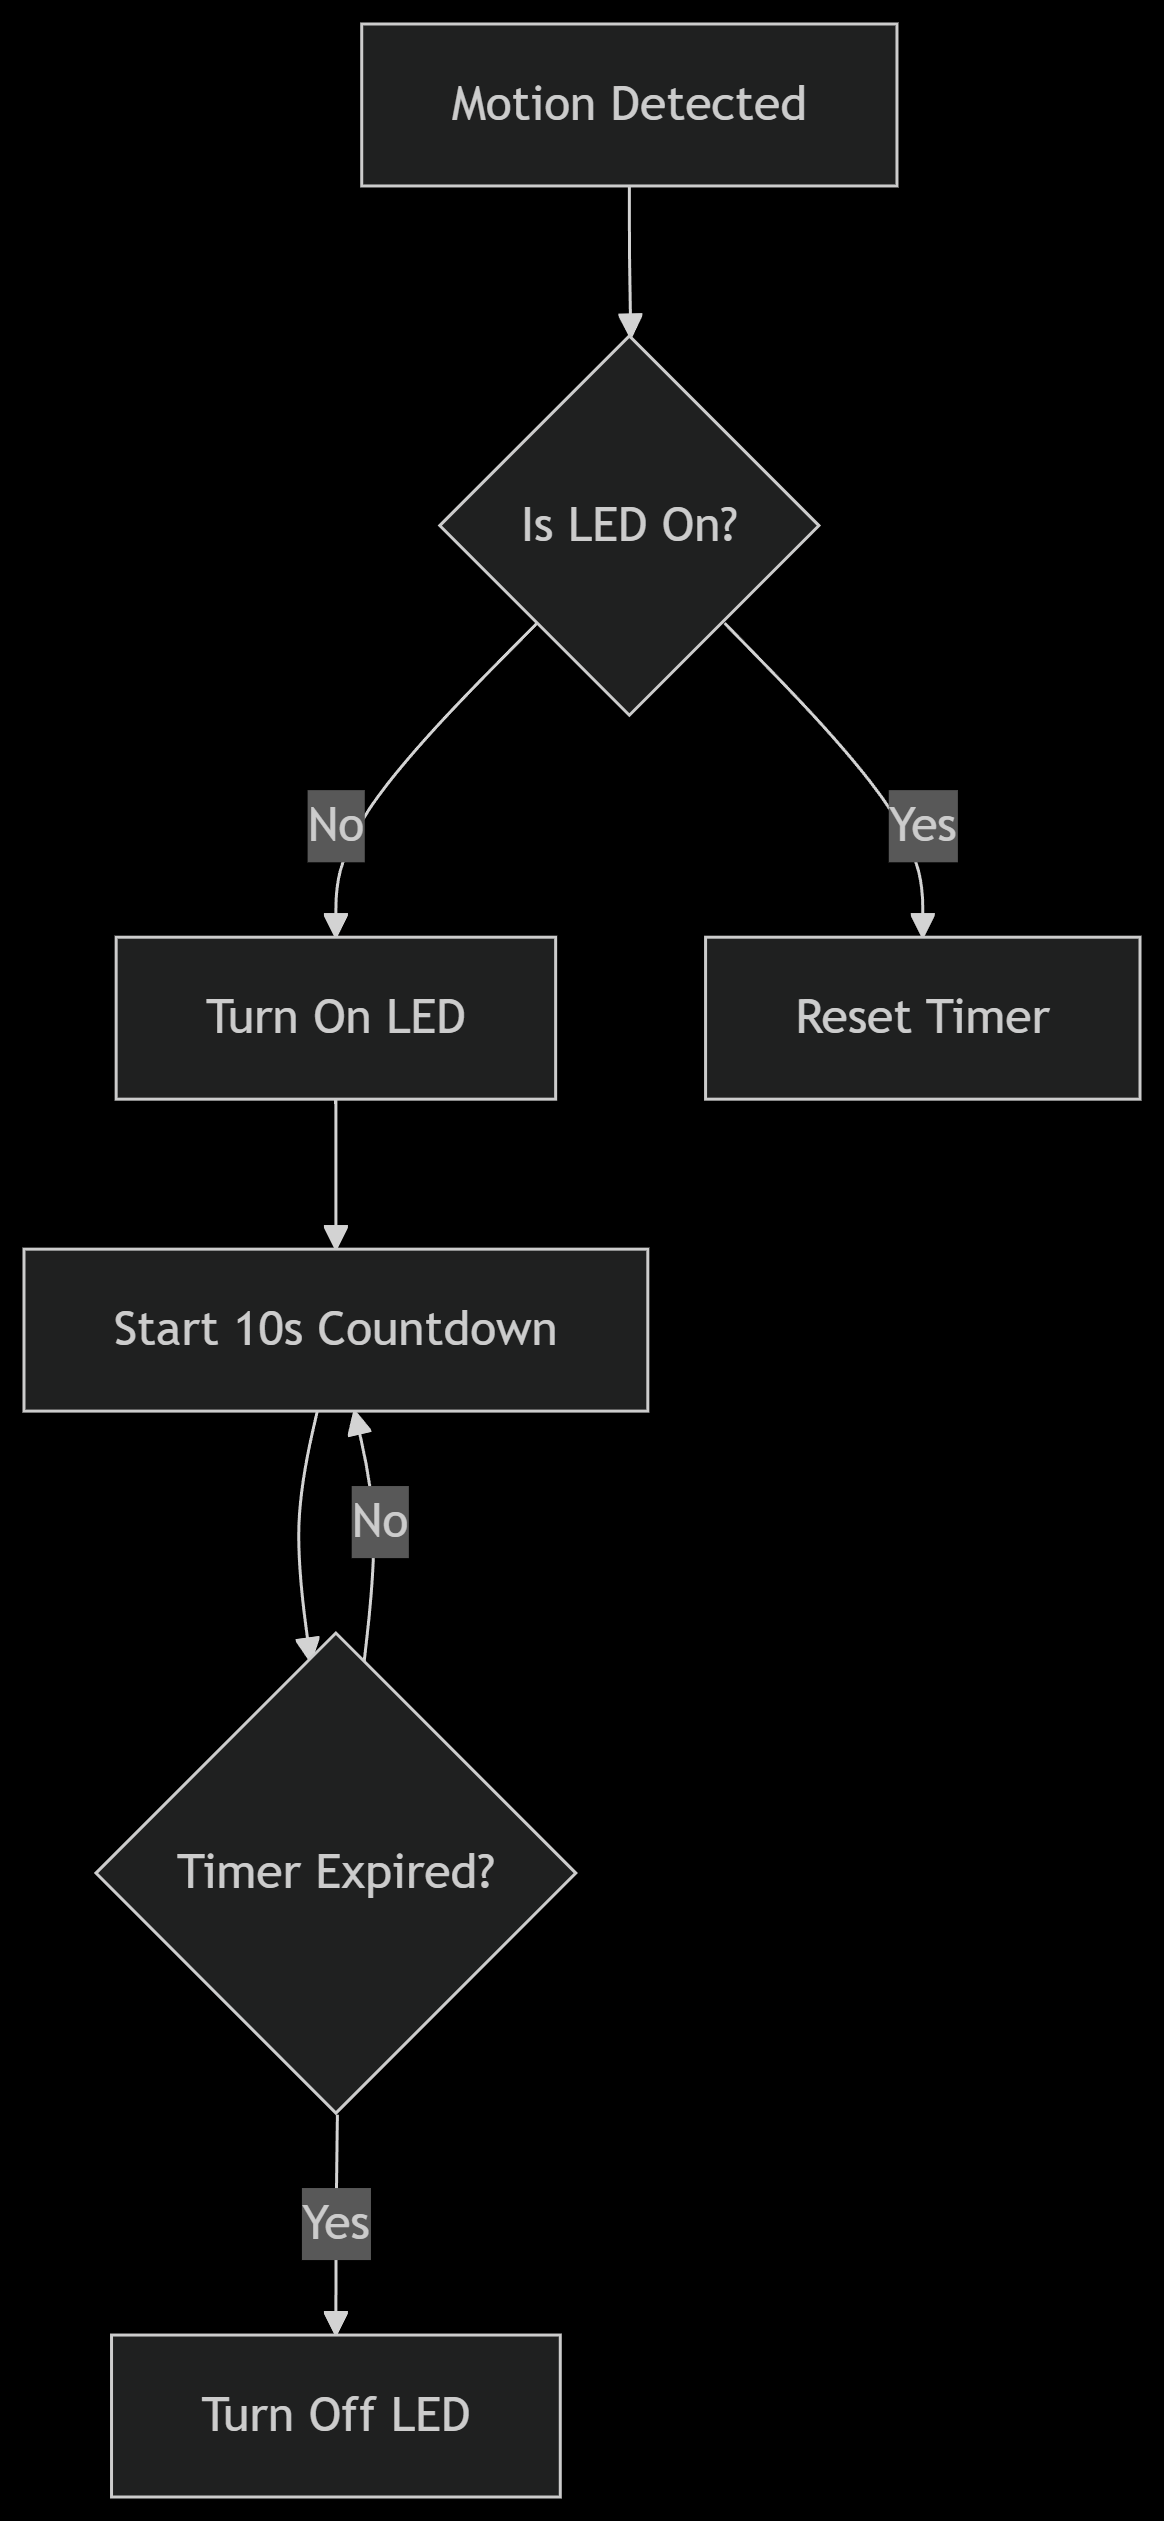 Motion Detected
Is LED On?
No
Yes
Turn On LED
Reset Timer
Start 10s Countdown
No
Timer Expired?
Yes
Turn Off LED